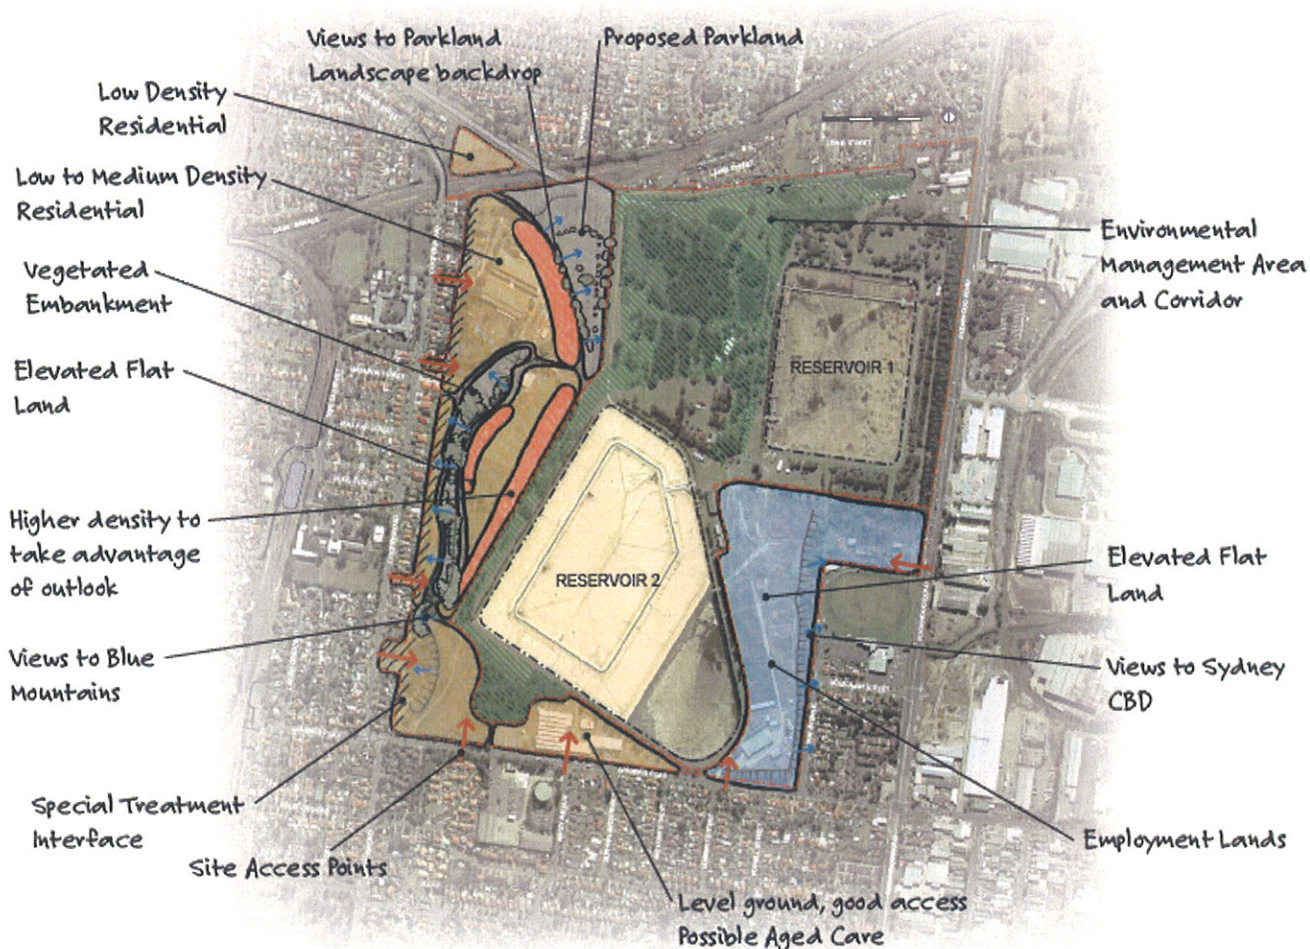 Views to Parkland
Landscape backdrop
Proposed Parkland
Low Density
Residential
Low to Medium Density
Residential
Vegetated
Embankment
Elevated Flat
Land
Higher density to
take advantage
of outlook
Views to Blue
Mountains
Special Treatment
Interface
Site Access Points
Level ground, good access
Possible Aged Care
Environmental
Management Area
and Corridor
RESERVOIR 1
RESERVOIR 2
Elevated Flat
Land
Views to Sydney
CBD
Employment Lands